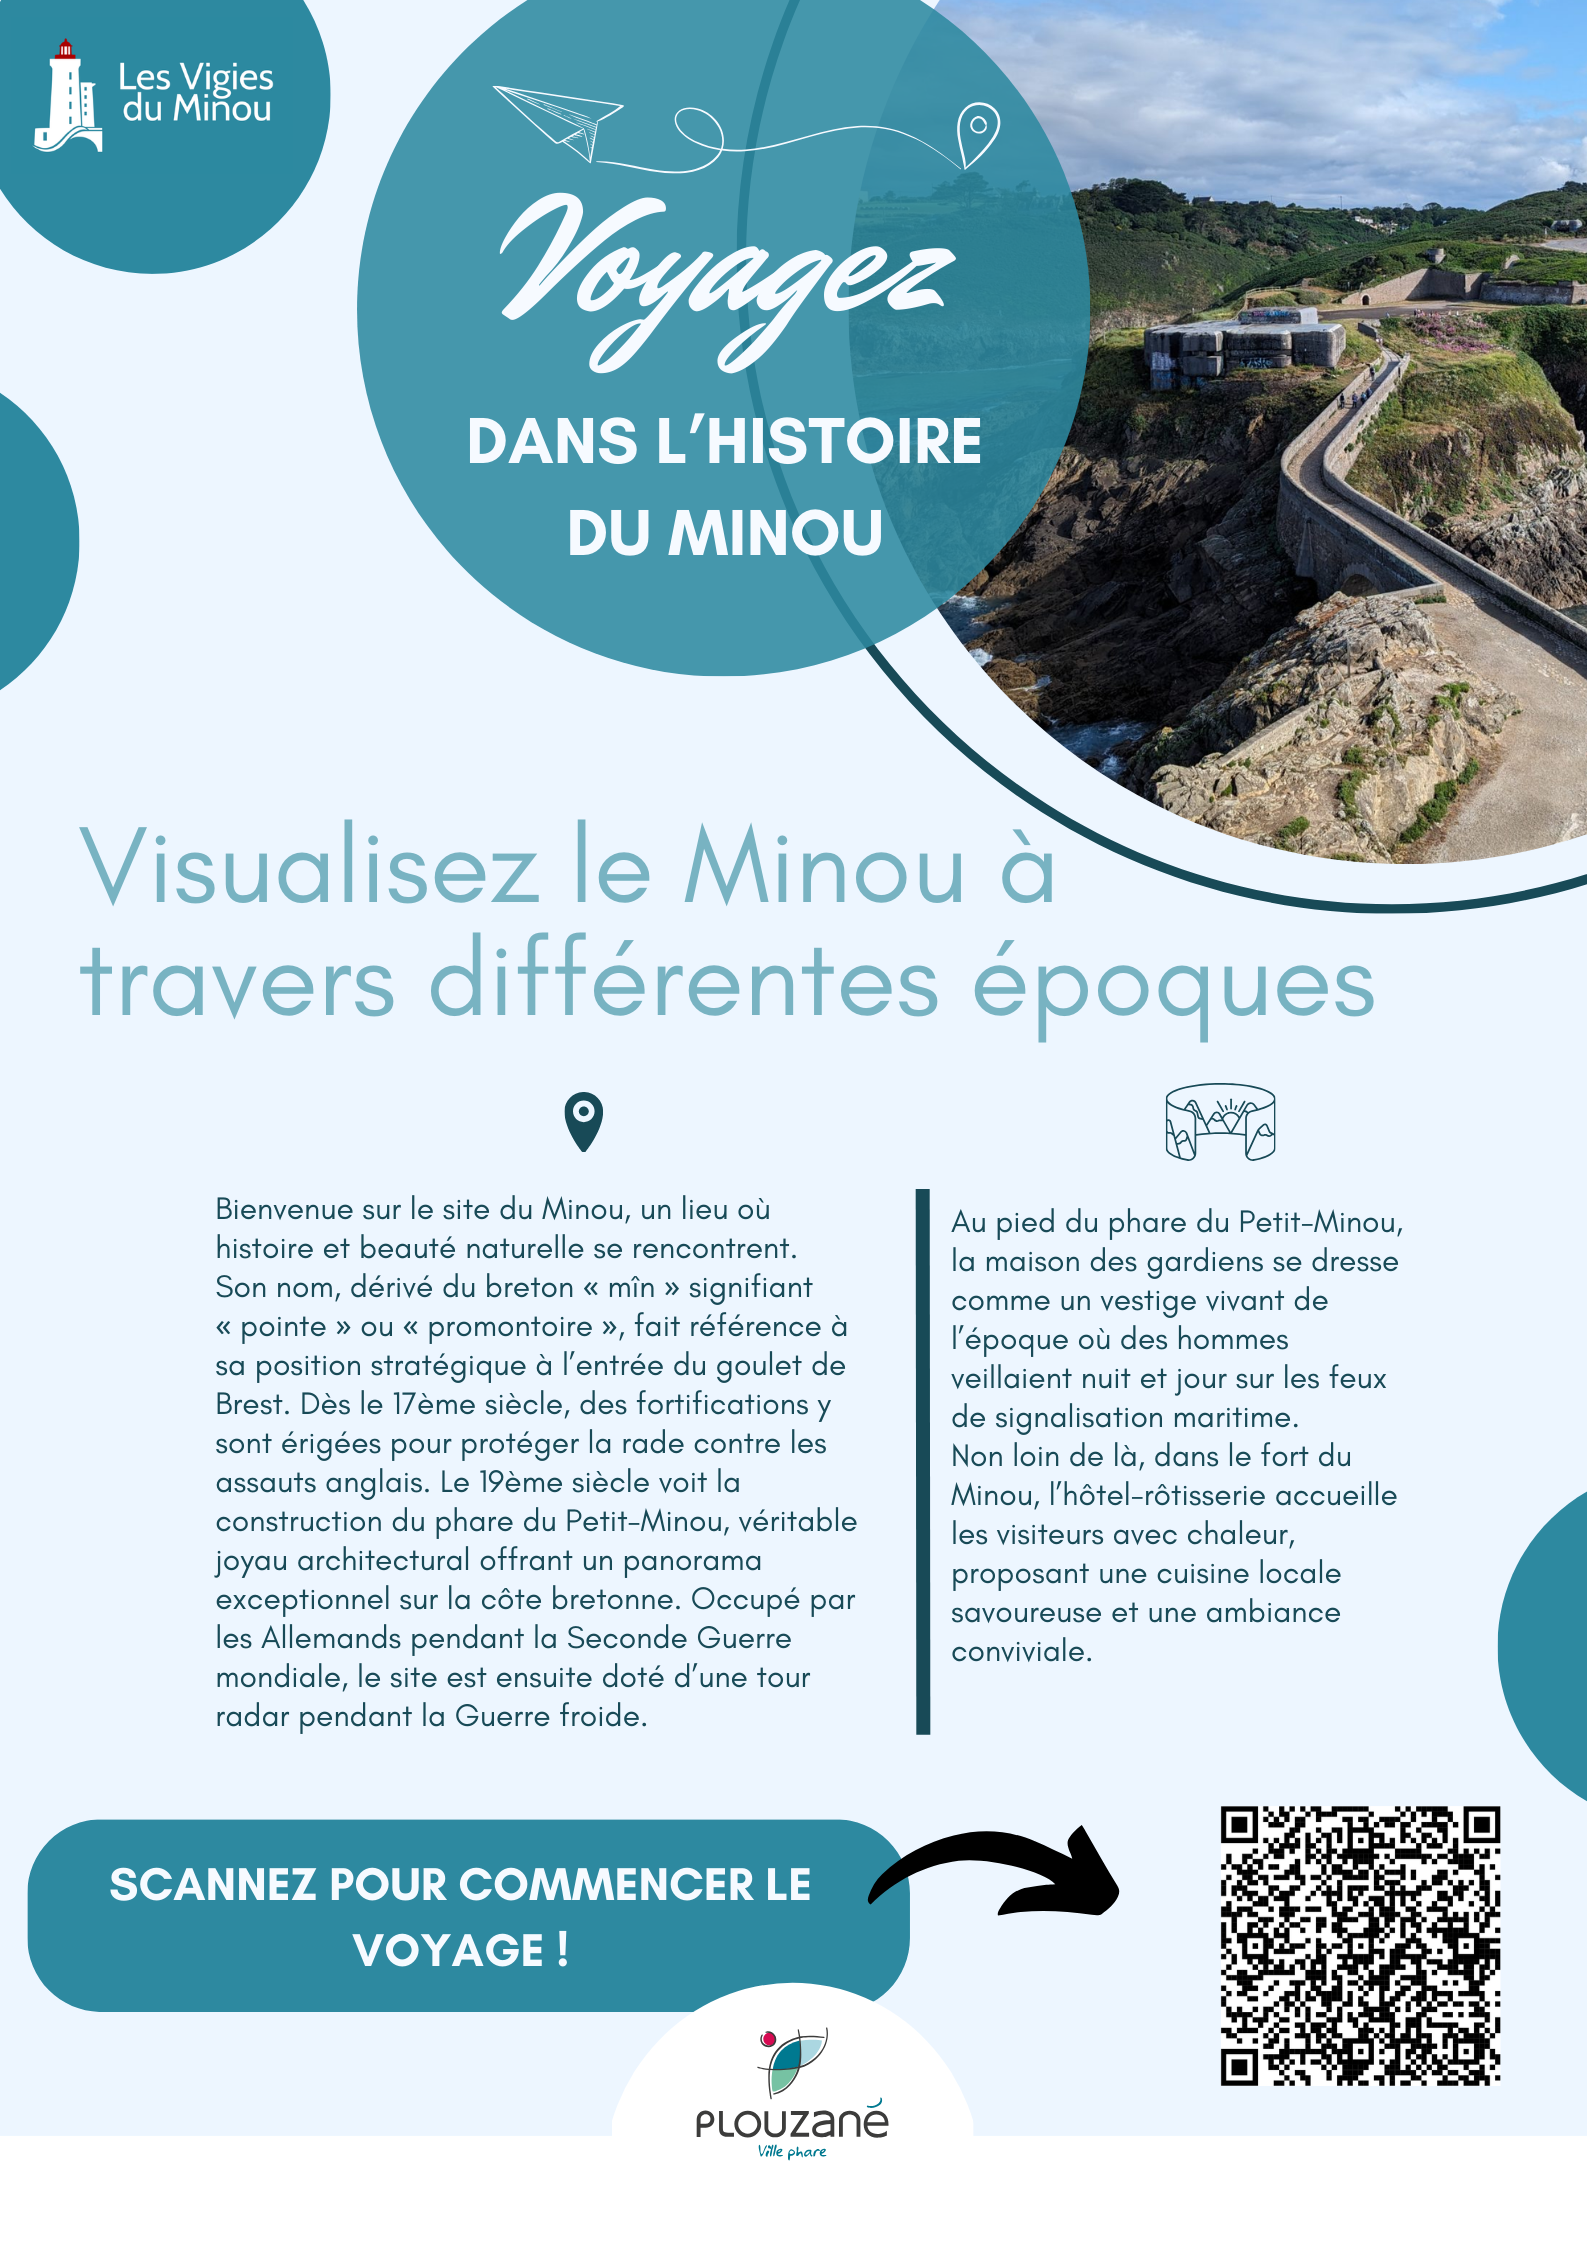 Les Vigies
du Minou
Voyagez
DANS L’HISTOIRE
DU MINOU
Visualisez le Minou à
travers différentes époques
Bienvenue sur le site du Minou, un lieu où
histoire et beauté naturelle se rencontrent.
Son nom, dérivé du breton « mîn » signifiant
« pointe » ou « promontoire », fait référence à
sa position stratégique à l’entrée du goulet de
Brest. Dès le 17ème siècle, des fortifications y
sont érigées pour protéger la rade contre les
assauts anglais. Le 19ème siècle voit la
construction du phare du Petit-Minou, véritable
joyau architectural offrant un panorama
exceptionnel sur la côte bretonne. Occupé par
les Allemands pendant la Seconde Guerre
mondiale, le site est ensuite doté d’une tour
radar pendant la Guerre froide.
Au pied du phare du Petit-Minou,
la maison des gardiens se dresse
comme un vestige vivant de
l’époque où des hommes
veillaient nuit et jour sur les feux
de signalisation maritime.
Non loin de là, dans le fort du
Minou, l’hôtel-rôtisserie accueille
les visiteurs avec chaleur,
proposant une cuisine locale
savoureuse et une ambiance
conviviale.
SCANNEZ POUR COMMENCER LE
VOYAGE !
PLOUZANÉ
Ville phare